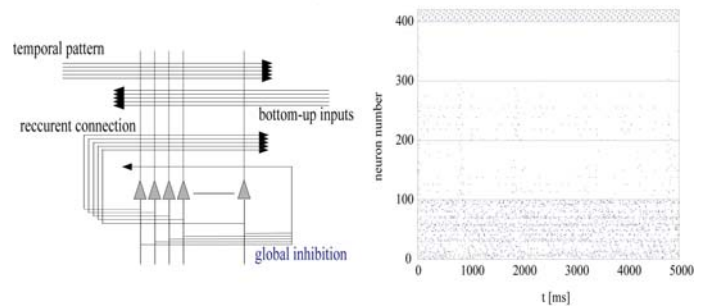 temporal pattern
bottom-up inputs
reccurent connection
global inhibition
neuron number
400
300
200
100
0
0 1000 2000 3000 4000 5000
t [ms]